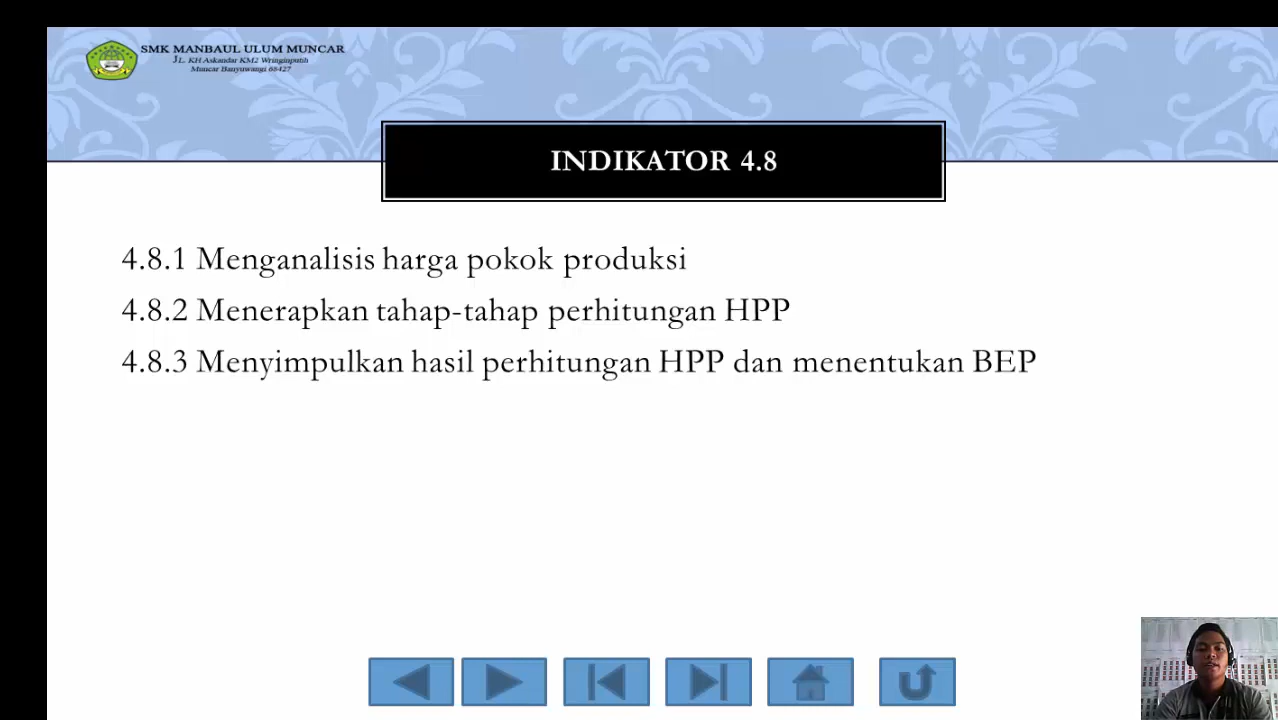 SMK MANBAUL ULUM MUNCAR
JL. KH Askandar KM2 Wringinputih
Muncar Banyuwangi 68427
INDIKATOR 4.8
4.8.1 Menganalisis harga pokok produksi
4.8.2 Menerapkan tahap-tahap perhitungan HPP
4.8.3 Menyimpulkan hasil perhitungan HPP dan menentukan BEP